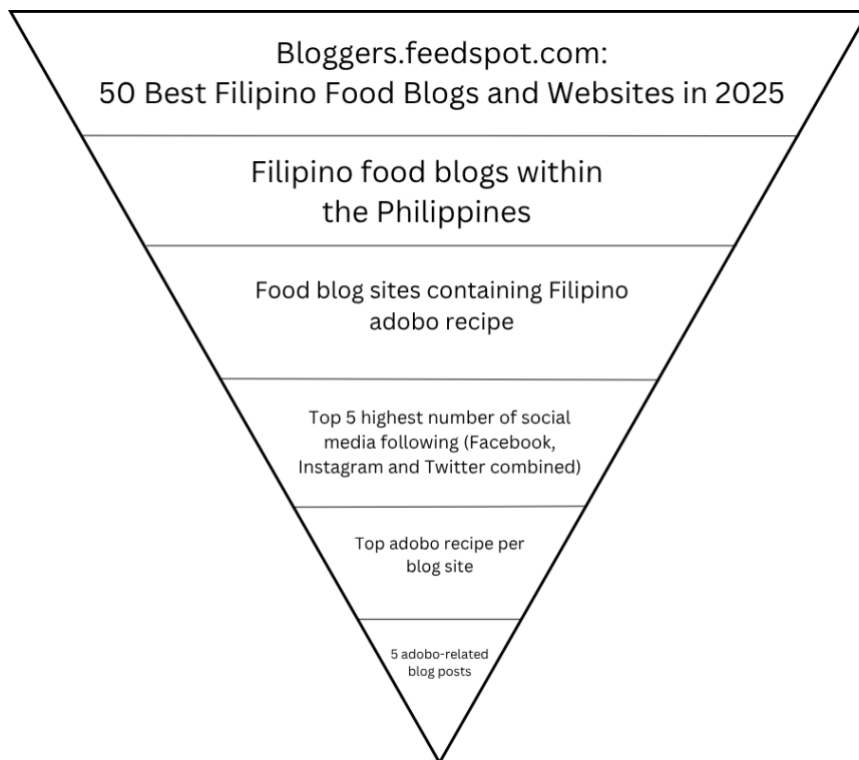 Bloggers.feedspot.com:
50 Best Filipino Food Blogs and Websites in 2025
Filipino food blogs within
the Philippines
Food blog sites containing Filipino
adobo recipe
Top 5 highest number of social
media following (Facebook,
Instagram and Twitter combined)
Top adobo recipe per
blog site
5 adobo-related
blog posts